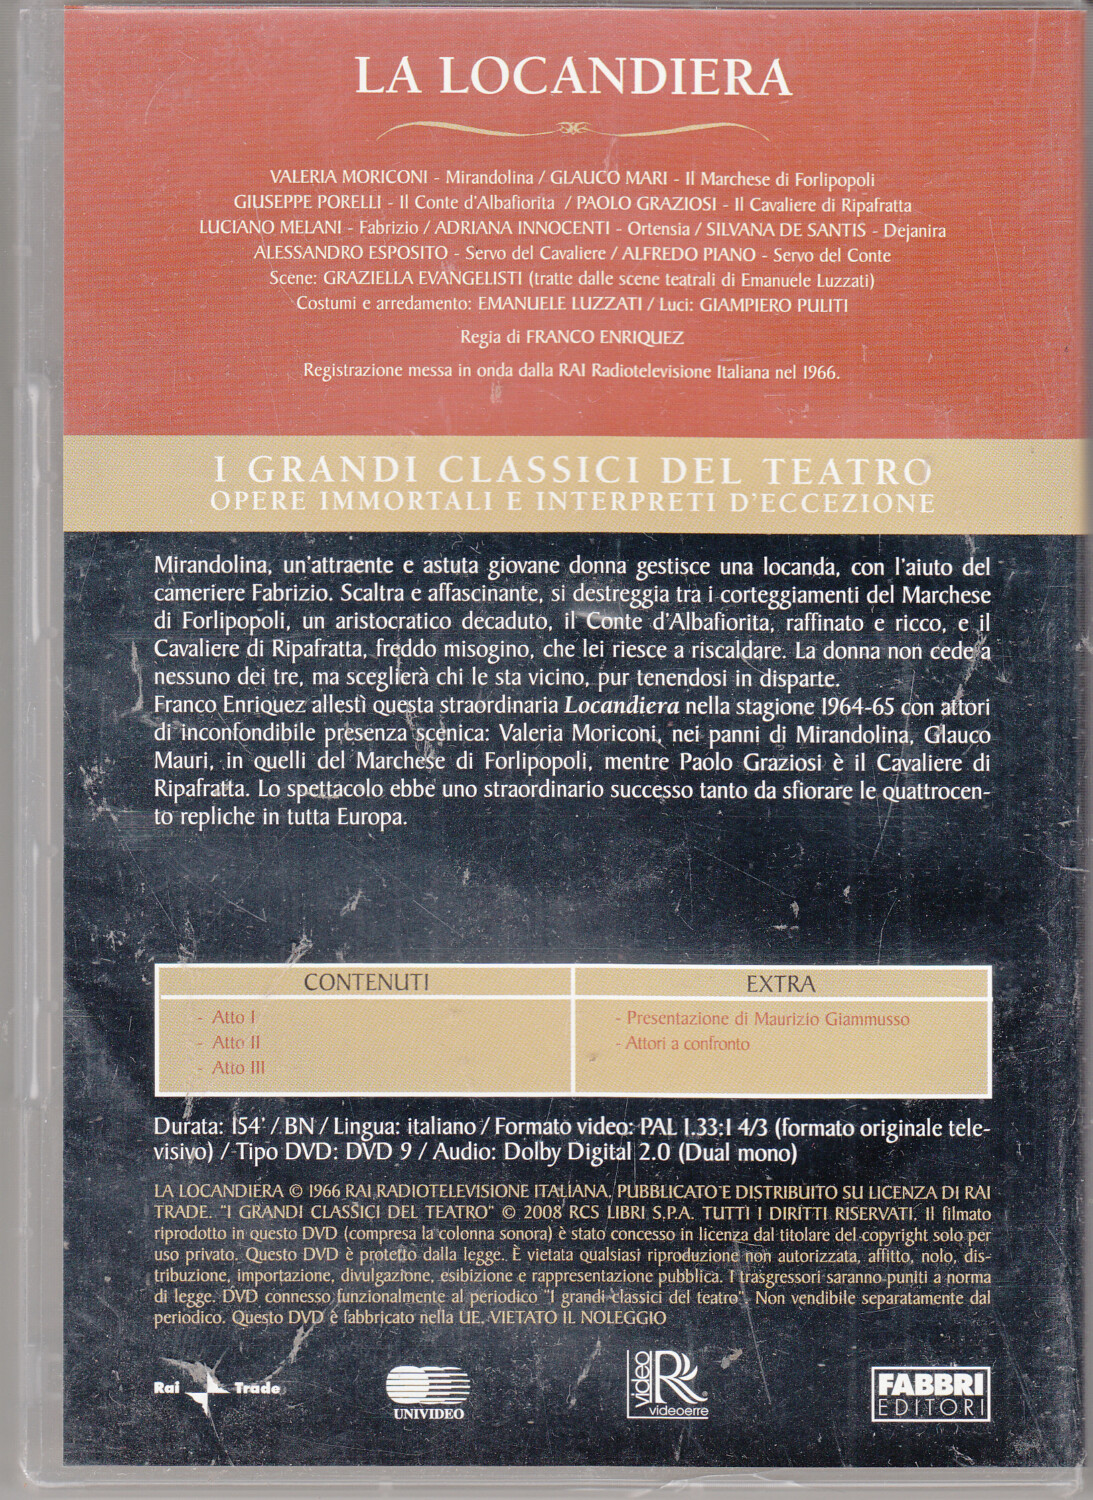 LA LOCANDIERA
VALERIA MORICONI - Mirandolina / GLAUCO MARI - Il Marchese di Forlipopoli
GIUSEPPE PORELLI - Il Conte d'Albafiorita / PAOLO GRAZIOSI - Il Cavaliere di Ripafratta
LUCIANO MELANI - Fabrizio / ADRIANA INNOCENTI - Ortensia / SILVANA DE SANTIS - Dejanira
ALESSANDRO ESPOSITO - Servo del Cavaliere / ALFREDO PIANO - Servo del Conte
Scene: GRAZIELLA EVANGELISTI (tratte dalle scene teatrali di Emanuele Luzzati)
Costumi e arredamento: EMANUELE LUZZATI / Luci: GIAMPIERO PULITI
Regia di FRANCO ENRIQUEZ
Registrazione messa in onda dalla RAI Radiotelevisione Italiana nel 1966.
I GRANDI CLASSICI DEL TEATRO
OPERE IMMORTALI E INTERPRETI D'ECCEZIONE
Mirandolina, un'attraente e astuta giovane donna gestisce una locanda, con l'aiuto del
cameriere Fabrizio. Scaltra e affascinante, si destreggia tra i corteggiamenti del Marchese
di Forlipopoli, un aristocratico decaduto, il Conte d'Albafiorita, raffinato e ricco, e il
Cavaliere di Ripafratta, freddo misogino, che lei riesce a riscaldare. La donna non cede a
nessuno dei tre, ma sceglierà chi le sta vicino, pur tenendosi in disparte.
Franco Enriquez allestì questa straordinaria Locandiera nella stagione 1964-65 con attori
di inconfondibile presenza scenica: Valeria Moriconi, nei panni di Mirandolina, Glauco
Mauri, in quelli del Marchese di Forlipopoli, mentre Paolo Graziosi è il Cavaliere di
Ripafratta. Lo spettacolo ebbe uno straordinario successo tanto da sfiorare le quattrocen-
to repliche in tutta Europa.
CONTENUTI
- Atto I
- Atto II
- Atto III
EXTRA
- Presentazione di Maurizio Giammusso
- Attori a confronto
Durata: 154' / BN / Lingua: italiano / Formato video: PAL 1.33:1 4/3 (formato originale tele-
visivo) / Tipo DVD: DVD 9 / Audio: Dolby Digital 2.0 (Dual mono)
LA LOCANDIERA © 1966 RAI RADIOTELEVISIONE ITALIANA. PUBBLICATO E DISTRIBUITO SU LICENZA DI RAI
TRADE. "I GRANDI CLASSICI DEL TEATRO" © 2008 RCS LIBRI S.P.A. TUTTI I DIRITTI RISERVATI. Il filmato
riprodotto in questo DVD (compresa la colonna sonora) è stato concesso in licenza dal titolare del copyright solo per
uso privato. Questo DVD è protetto dalla legge. È vietata qualsiasi riproduzione non autorizzata, affitto, nolo, dis-
tribuzione, importazione, divulgazione, esibizione e rappresentazione pubblica. I trasgressori saranno puniti a norma
di legge. DVD connesso funzionalmente al periodico "I grandi classici del teatro". Non vendibile separatamente dal
periodico. Questo DVD è fabbricato nella UE. VIETATO IL NOLEGGIO
Rai Trade
UNIVIDEO
video R ® videoerre
FABBRI
EDITORI